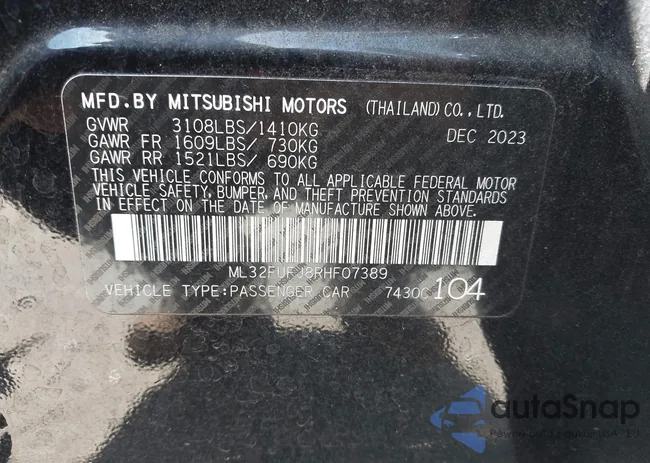 MFD.BY MITSUBISHI MOTORS (THAILAND) CO., LTD.
GVWR 3108LBS/1410KG DEC 2023
GAWR FR 1609LBS/ 730KG
GAWR RR 1521LBS/ 690KG
THIS VEHICLE CONFORMS TO ALL APPLICABLE FEDERAL MOTOR
VEHICLE SAFETY, BUMPER, AND THEFT PREVENTION STANDARDS
IN EFFECT ON THE DATE OF MANUFACTURE SHOWN ABOVE.
ML32FUFJ8RHF07389
VEHICLE TYPE:PASSENGER CAR 7430C 104
autoSnap